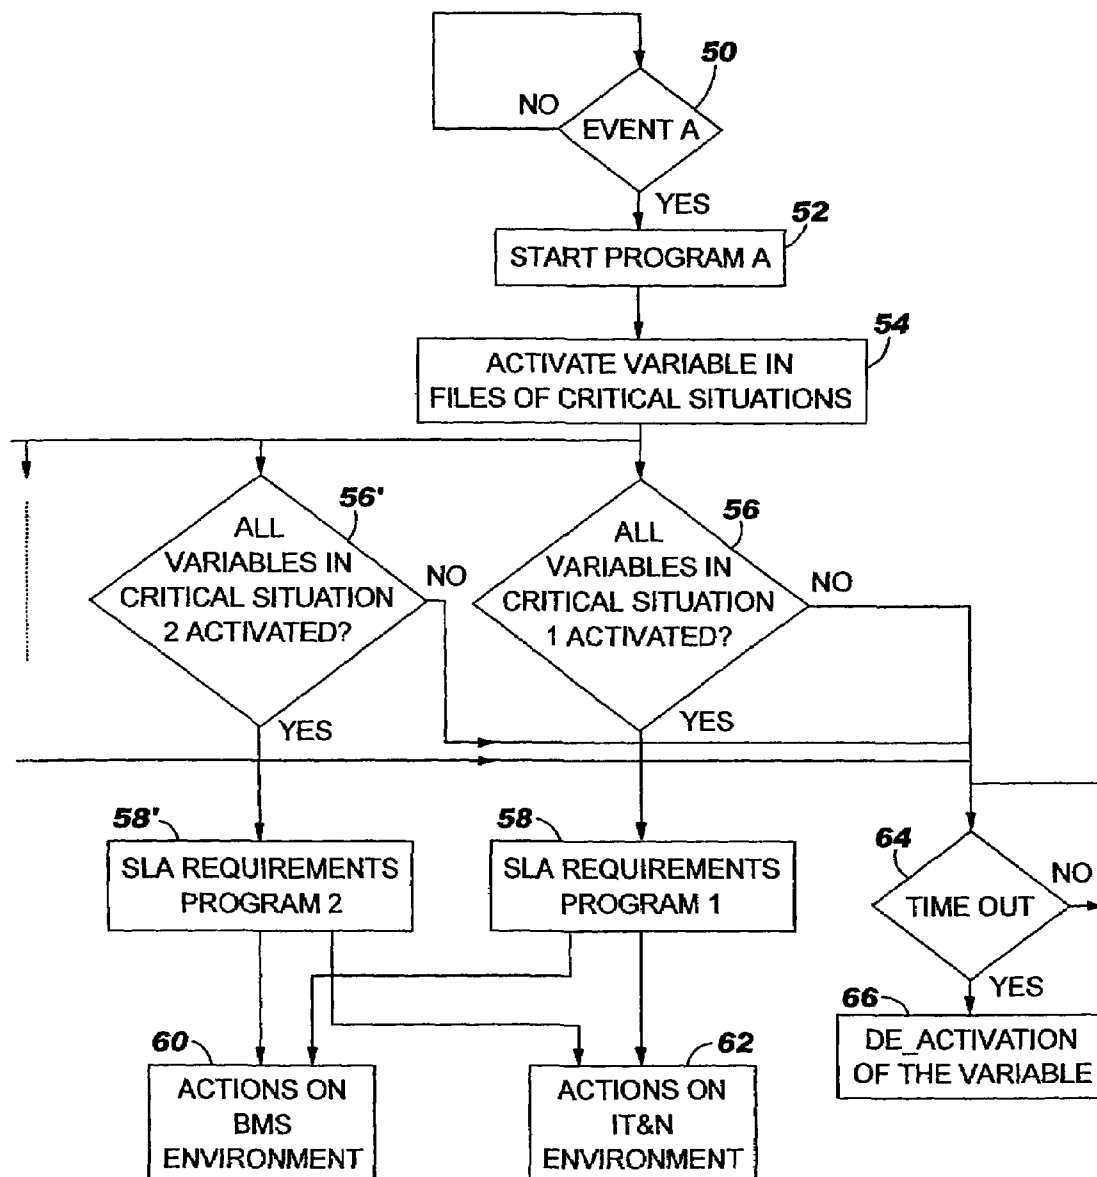 50
NO
EVENT A
YES
52
START PROGRAM A
54
ACTIVATE VARIABLE IN
FILES OF CRITICAL SITUATIONS
56'
ALL
VARIABLES IN
CRITICAL SITUATION
2 ACTIVATED?
NO
YES
56
ALL
VARIABLES IN
CRITICAL SITUATION
1 ACTIVATED?
NO
YES
58'
SLA REQUIREMENTS
PROGRAM 2
58
SLA REQUIREMENTS
PROGRAM 1
64
TIME OUT
NO
YES
60
ACTIONS ON
BMS
ENVIRONMENT
62
ACTIONS ON
IT&N
ENVIRONMENT
66
DE_ACTIVATION
OF THE VARIABLE